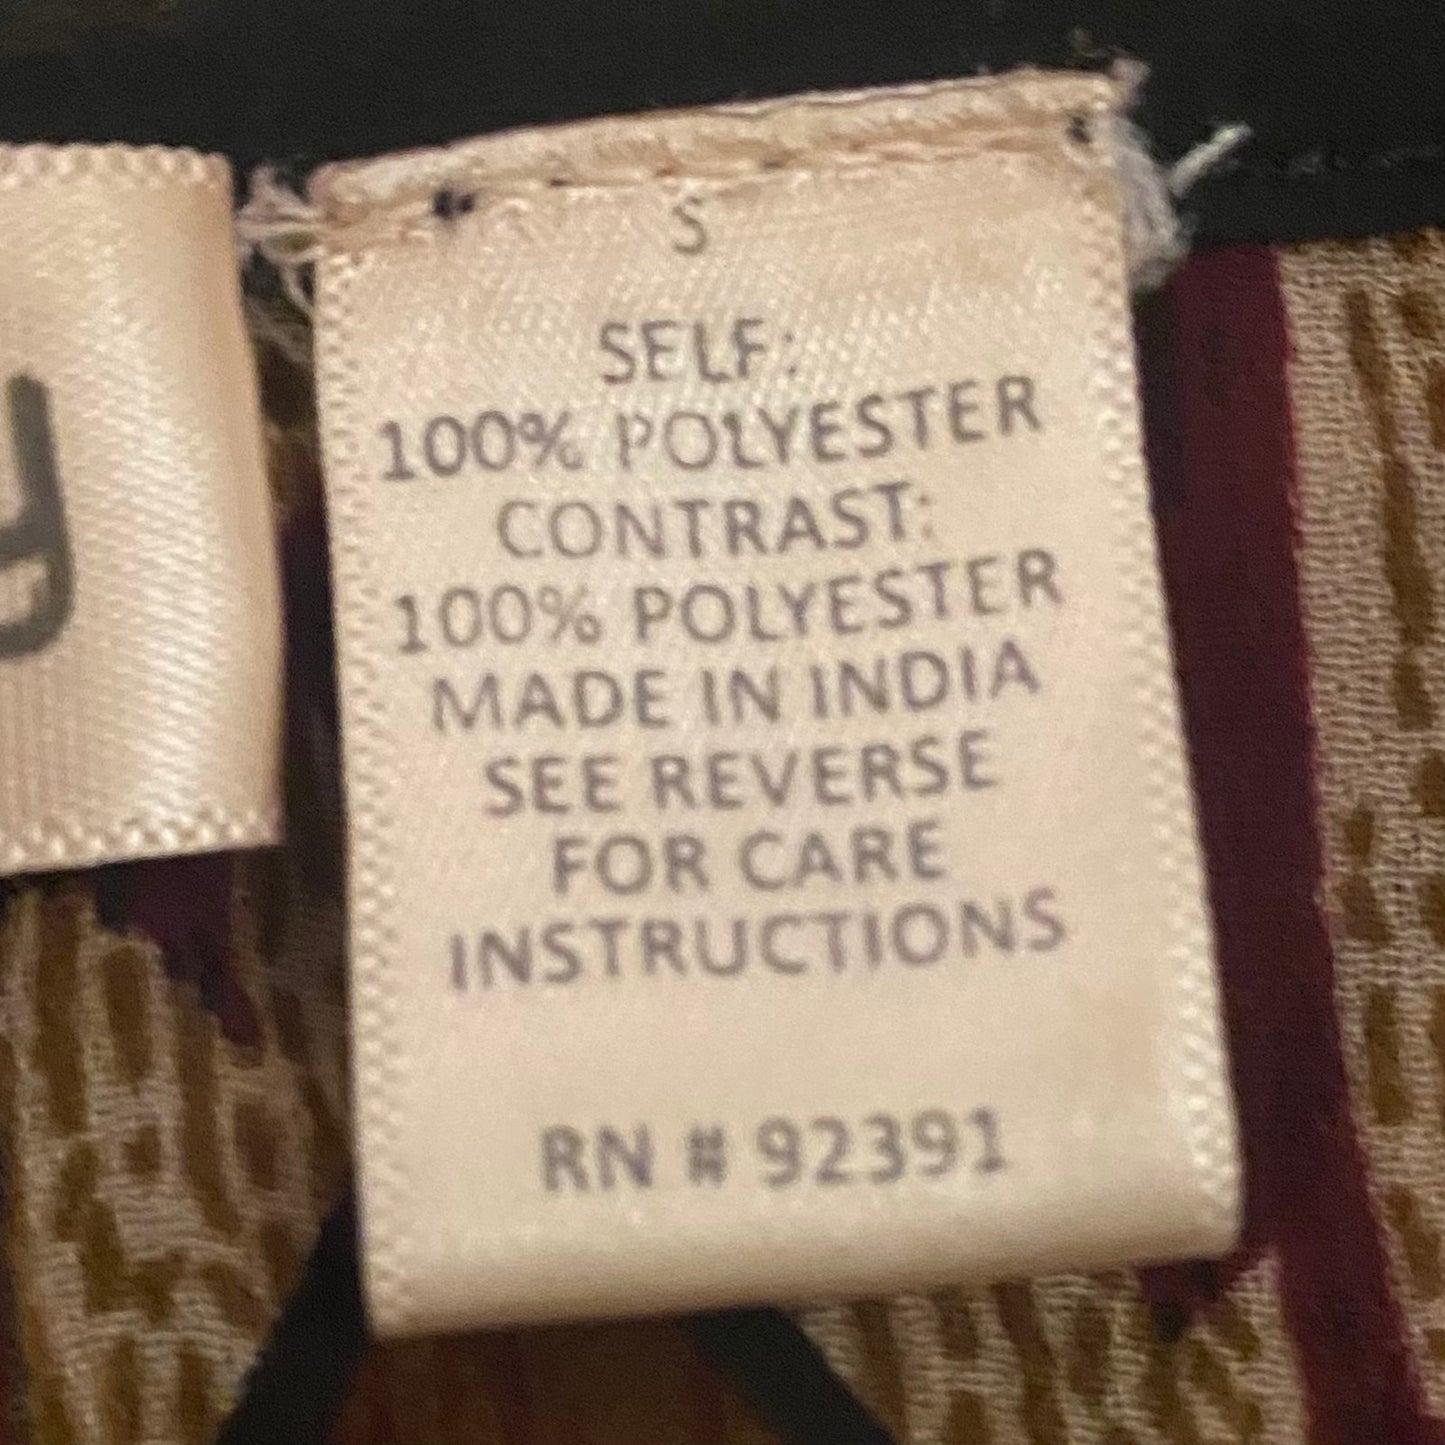 S
SELF:
100% POLYESTER
CONTRAST:
100% POLYESTER
MADE IN INDIA
SEE REVERSE
FOR CARE
INSTRUCTIONS
RN # 92391